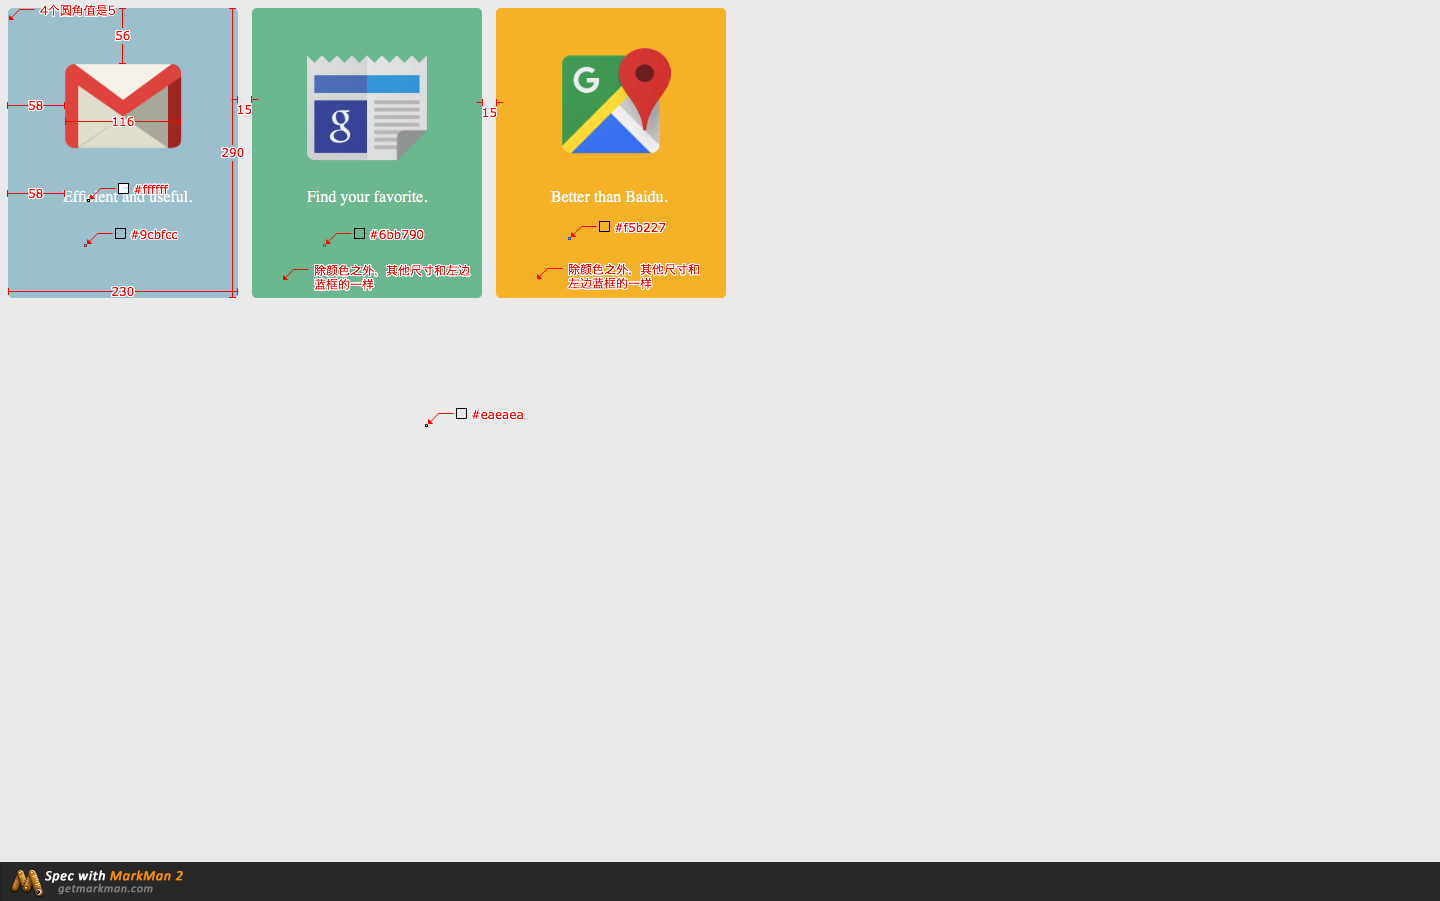 4个圆角值是5
56
58
116
15
290
15
#ffffff
58
Efficient and useful.
Find your favorite.
Better than Baidu.
#9cbfcc
#6bb790
#f5b227
除颜色之外、其他尺寸和左边
蓝框的一样
除颜色之外、其他尺寸和
左边蓝框的一样
230
G
g
#eaeaea
Spec with MarkMan 2
getmarkman.com